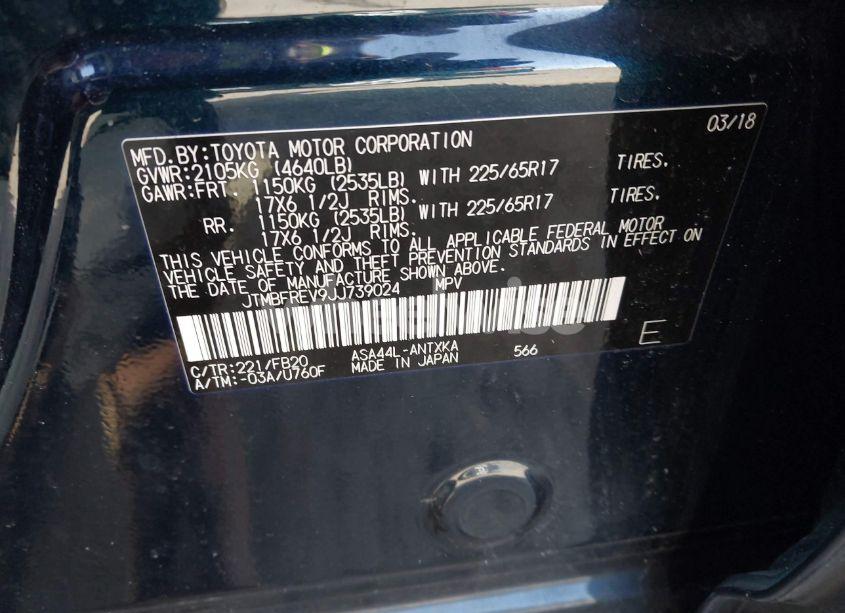 03/18
MFD.BY:TOYOTA MOTOR CORPORATION
GVWR:2105KG (4640LB)
GAWR:FRT. 1150KG (2535LB) WITH 225/65R17 TIRES.
17X6 1/2J RIMS.
RR. 1150KG (2535LB) WITH 225/65R17 TIRES.
17X6 1/2J RIMS.
THIS VEHICLE CONFORMS TO ALL APPLICABLE FEDERAL MOTOR
VEHICLE SAFETY AND THEFT PREVENTION STANDARDS IN EFFECT ON
THE DATE OF MANUFACTURE SHOWN ABOVE.
JTMBFREV9JJ739024 MPV
C/TR:221/FB20 ASA44L-ANTXKA 566 E
A/TM:-03A/U760F MADE IN JAPAN